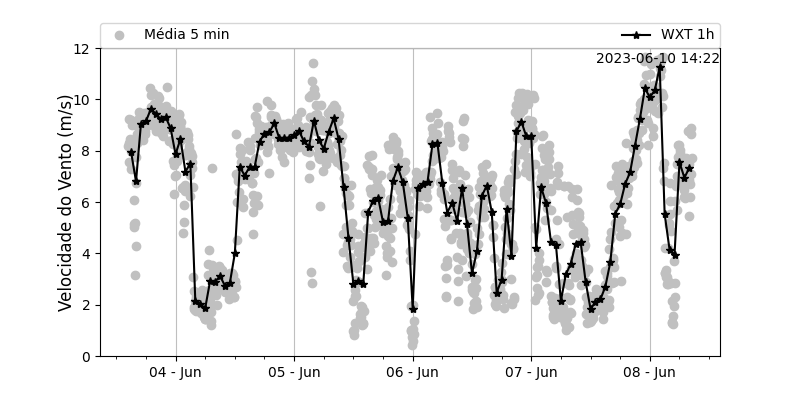 Média 5 min
WXT 1h
2023-06-10 14:22
Velocidade do Vento (m/s)
12
10
8
6
4
2
0
04 - Jun
05 - Jun
06 - Jun
07 - Jun
08 - Jun